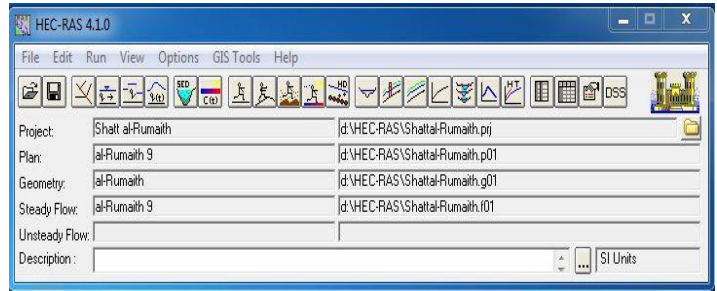 HEC-RAS 4.1.0
X
File Edit Run View Options GIS Tools Help
SED C(t) HD HT DSS
Project: Shatt al-Rumaith d:\HEC-RAS\Shattal-Rumaith.prj
Plan: al-Rumaith 9 d:\HEC-RAS\Shattal-Rumaith.p01
Geometry: al-Rumaith d:\HEC-RAS\Shattal-Rumaith.g01
Steady Flow: al-Rumaith 9 d:\HEC-RAS\Shattal-Rumaith.f01
Unsteady Flow:
Description : ... SI Units